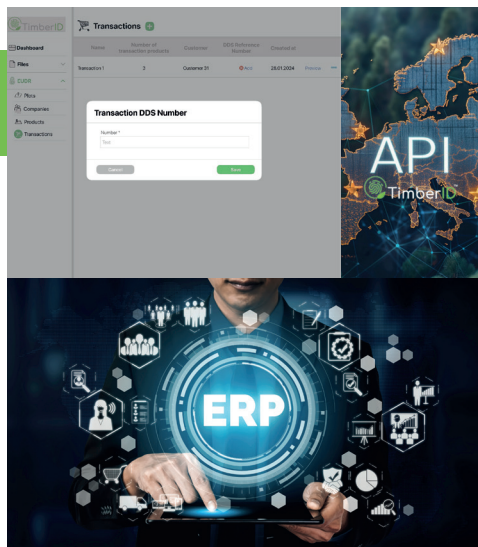 TimberID
Transactions
Dashboard
Files
EUDR
Plots
Companies
Products
Transactions
Name
Number of
transaction products
Customer
DDS Reference
Number
Created at
Transaction 1
3
Customer 31
28.01.2024
Transaction DDS Number
Number *
Text
Cancel
Save
API
TimberID
ERP